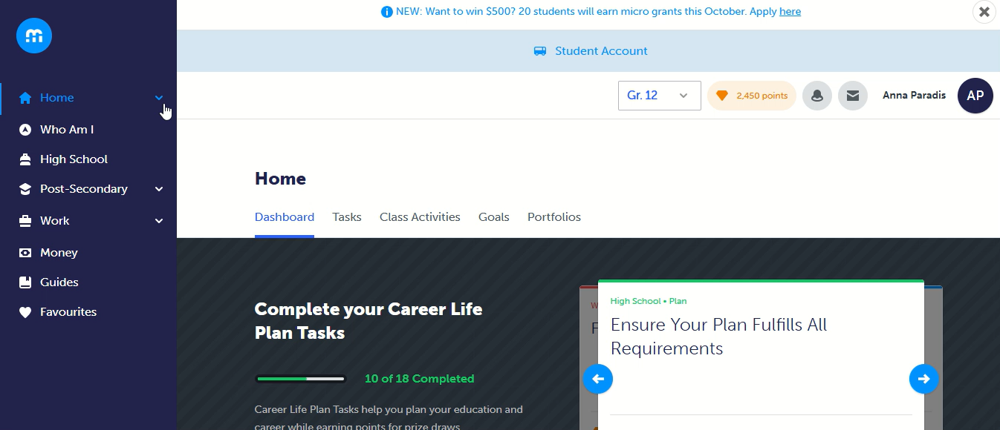 NEW: Want to win $500? 20 students will earn micro grants this October. Apply here
Student Account
Gr. 12
2,450 points
Anna Paradis
AP
m
Home
Who Am I
High School
Post-Secondary
Work
Money
Guides
Favourites
Home
Dashboard
Tasks
Class Activities
Goals
Portfolios
Complete your Career Life
Plan Tasks
10 of 18 Completed
Career Life Plan Tasks help you plan your education and
career while earning points for prize draws
W
F
High School • Plan
Ensure Your Plan Fulfills All
Requirements